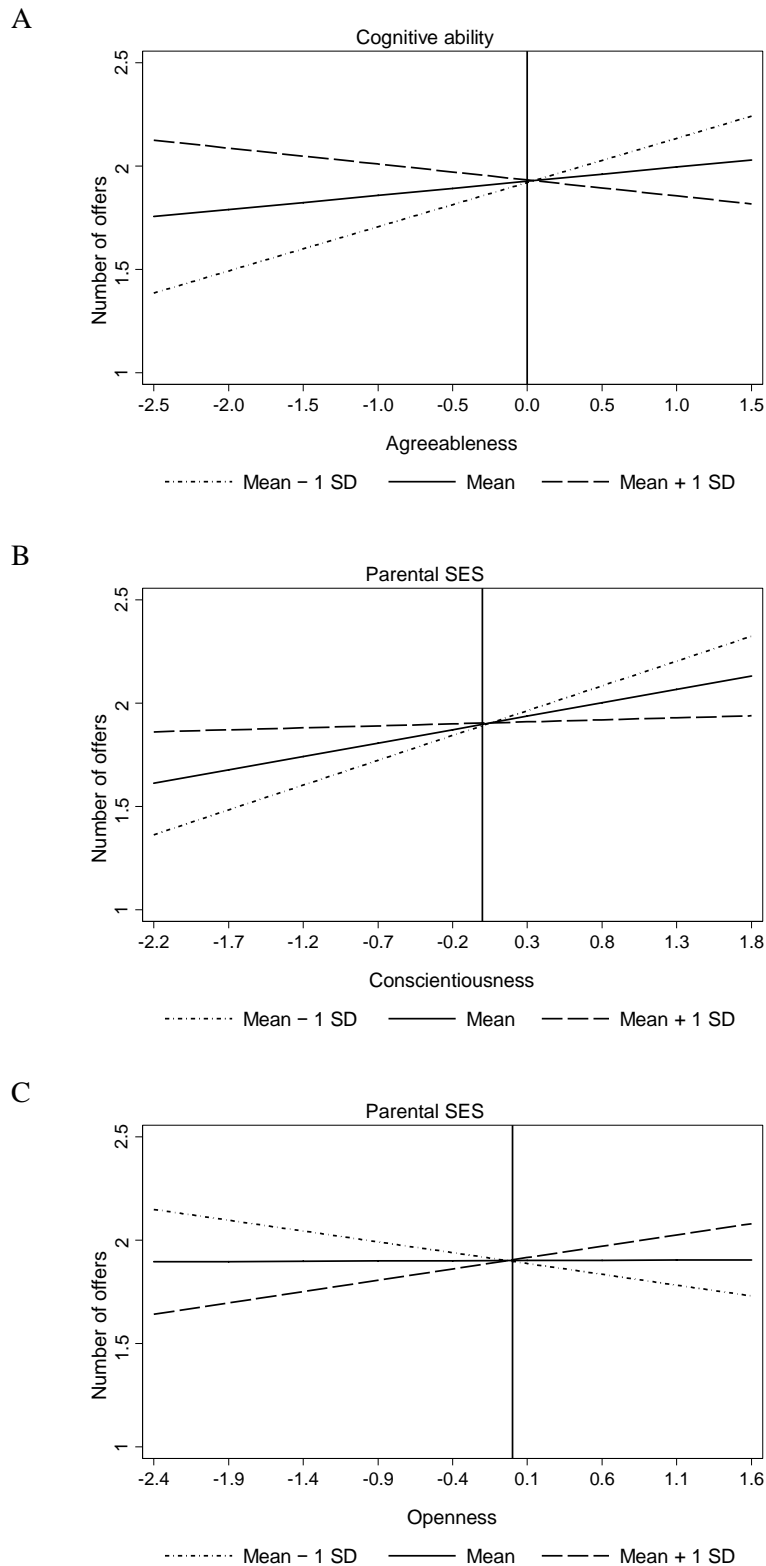 A
Cognitive ability
Number of offers
2.5
2
1.5
1
-2.5 -2.0 -1.5 -1.0 -0.5 0.0 0.5 1.0 1.5
Agreeableness
Mean − 1 SD Mean Mean + 1 SD
B
Parental SES
Number of offers
2.5
2
1.5
1
-2.2 -1.7 -1.2 -0.7 -0.2 0.3 0.8 1.3 1.8
Conscientiousness
Mean − 1 SD Mean Mean + 1 SD
C
Parental SES
Number of offers
2.5
2
1.5
1
-2.4 -1.9 -1.4 -0.9 -0.4 0.1 0.6 1.1 1.6
Openness
Mean − 1 SD Mean Mean + 1 SD